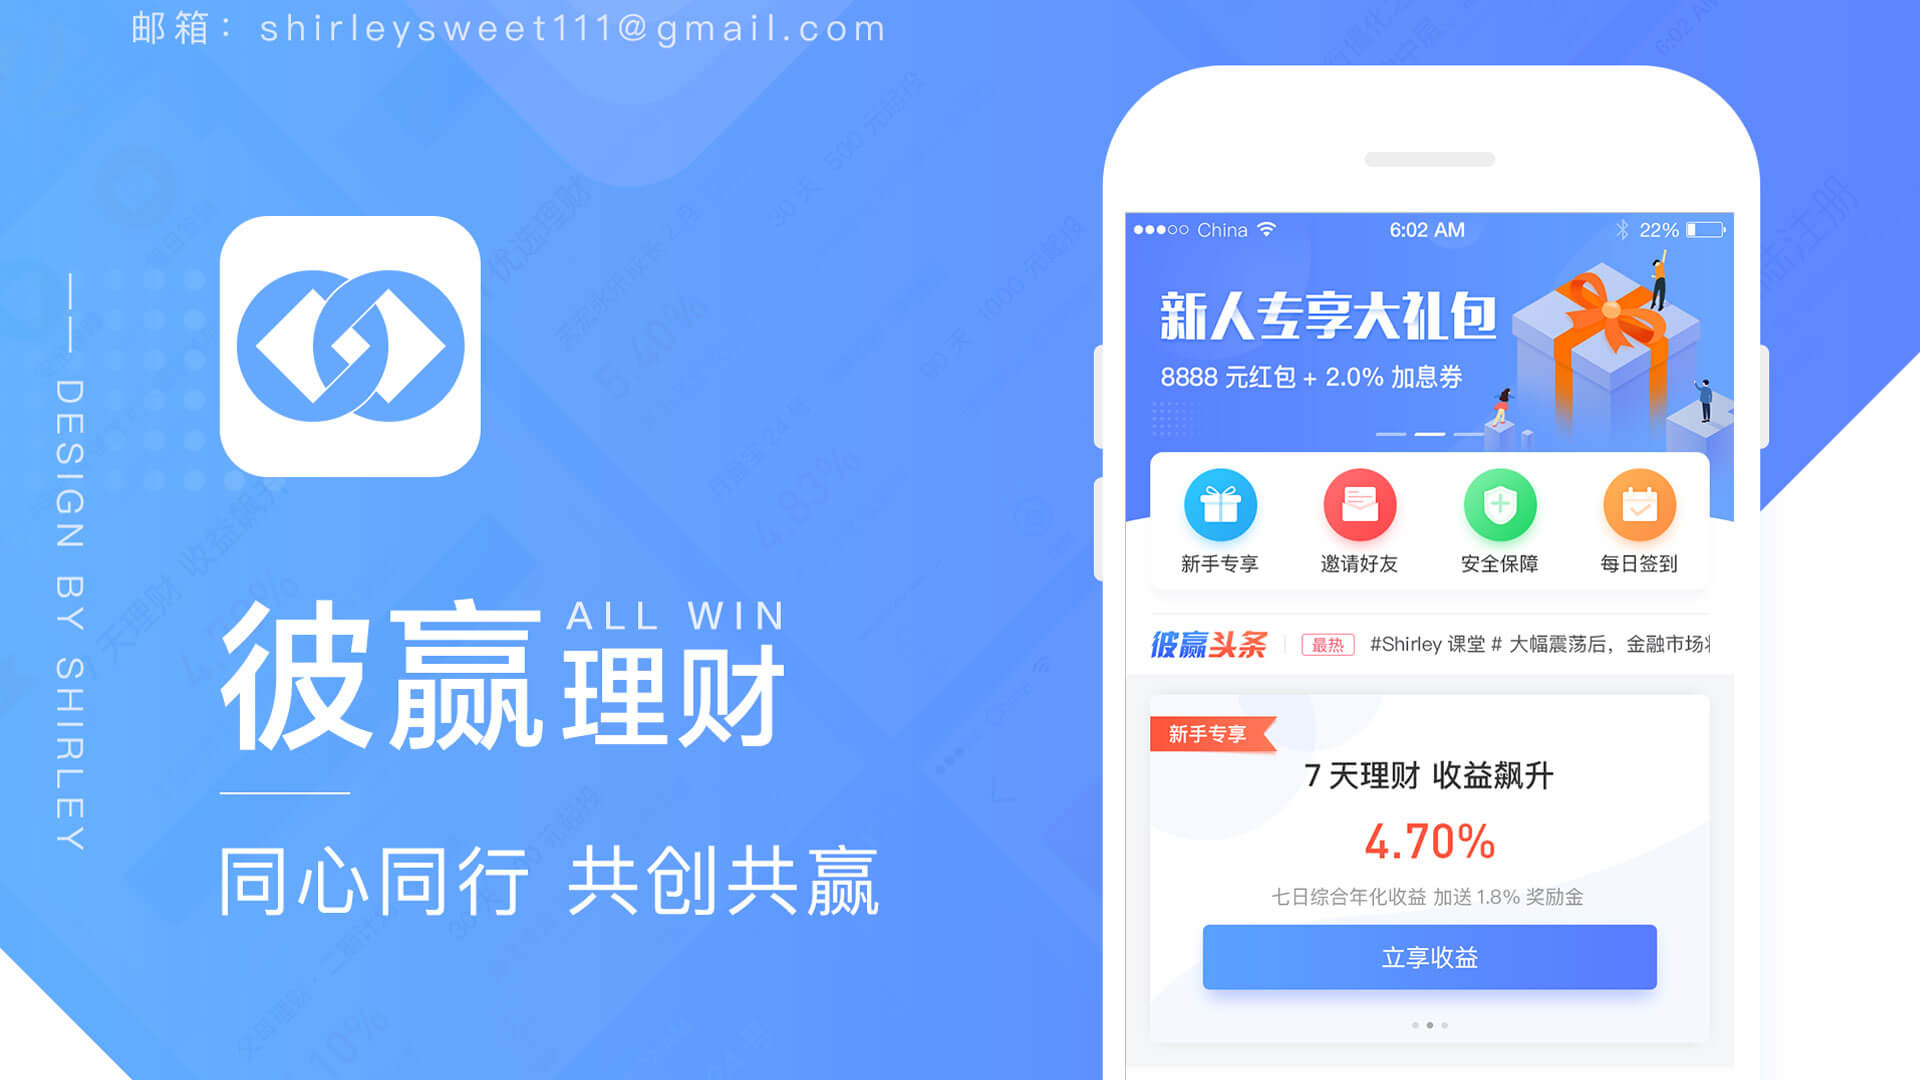 邮箱：shirleysweet111@gmail.com
—— DESIGN BY SHIRLEY
彼赢理财
ALL WIN
同心同行 共创共赢
China
6:02 AM
22%
新人专享大礼包
8888 元红包 + 2.0% 加息券
新手专享
邀请好友
安全保障
每日签到
彼赢头条
最热
#Shirley 课堂 # 大幅震荡后，金融市场
新手专享
7 天理财 收益飙升
4.70%
七日综合年化收益 加送 1.8% 奖励金
立享收益